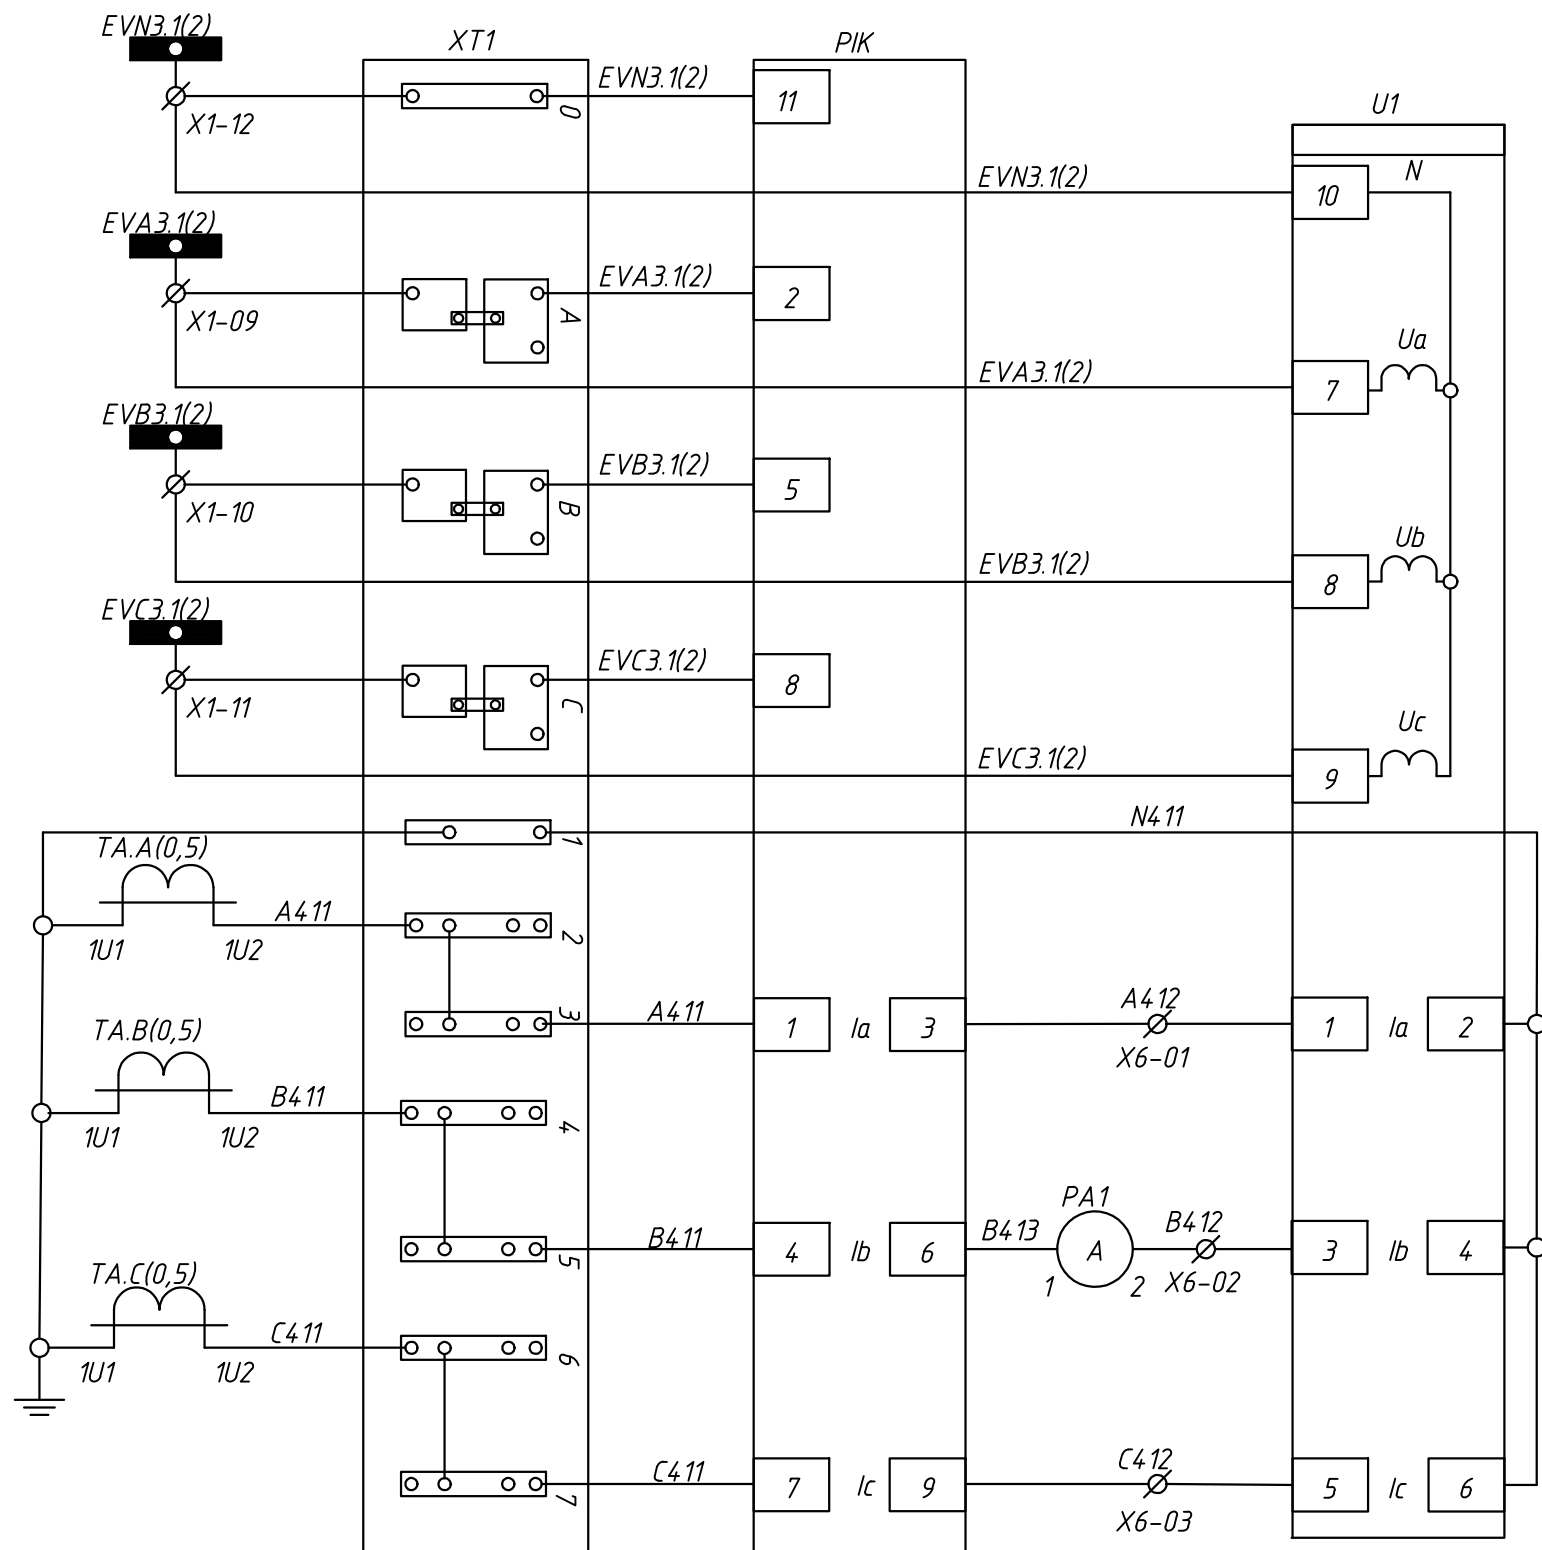 EVN3.1(2)
XT1
PIK
EVN3.1(2)
11
U1
X1-12
0
EVN3.1(2)
N
10
EVA3.1(2)
EVA3.1(2)
2
X1-09
A
Ua
EVA3.1(2)
7
EVB3.1(2)
EVB3.1(2)
5
X1-10
B
Ub
EVB3.1(2)
8
EVC3.1(2)
EVC3.1(2)
8
X1-11
C
Uc
EVC3.1(2)
9
N411
TA.A(0,5)
1
A411
1U1
1U2
2
A411
A412
3
1
Ia
3
1
Ia
2
TA.B(0,5)
X6-01
B411
1U1
1U2
4
PA1
B411
B413
B412
4
Ib
6
A
3
Ib
4
5
1
2
X6-02
TA.C(0,5)
C411
1U1
1U2
6
C411
C412
7
Ic
9
5
Ic
6
7
X6-03